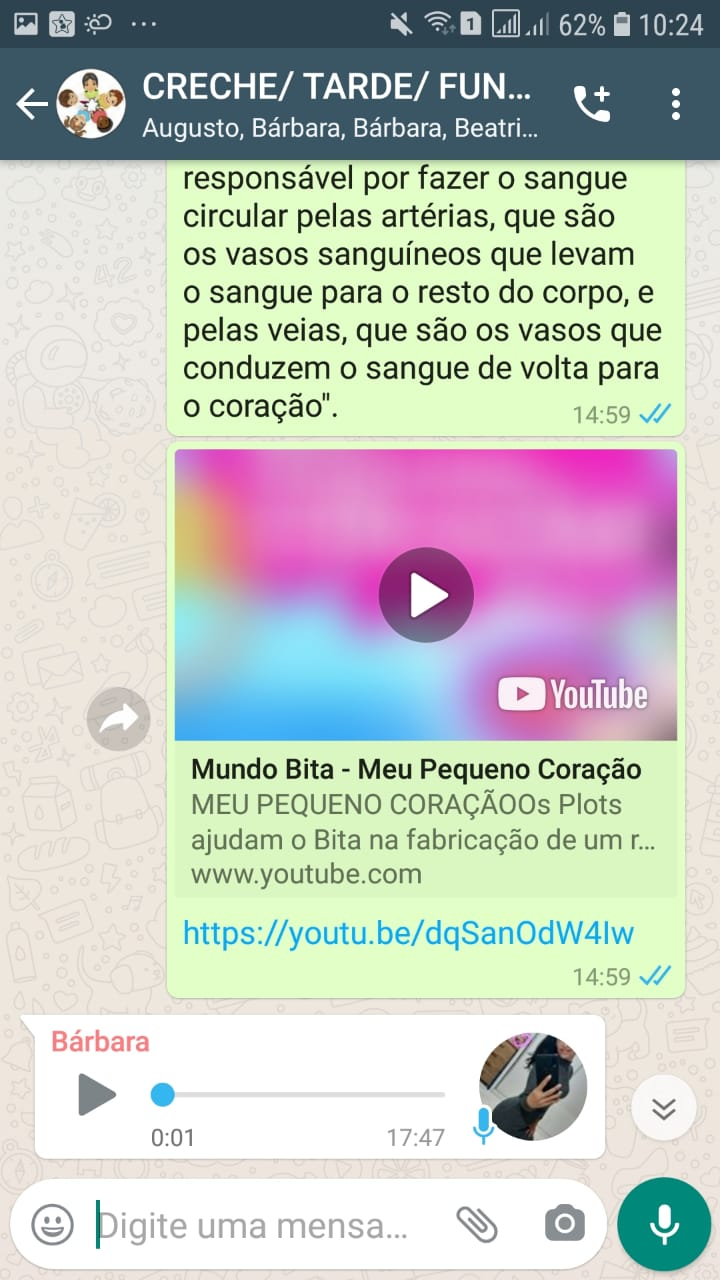 1 62% 10:24
CRECHE/ TARDE/ FUN...
Augusto, Bárbara, Bárbara, Beatri...
responsável por fazer o sangue
circular pelas artérias, que são
os vasos sanguíneos que levam
o sangue para o resto do corpo, e
pelas veias, que são os vasos que
conduzem o sangue de volta para
o coração".
14:59
YouTube
Mundo Bita - Meu Pequeno Coração
MEU PEQUENO CORAÇÃOOs Plots
ajudam o Bita na fabricação de um r...
www.youtube.com
https://youtu.be/dqSanOdW4Iw
14:59
Bárbara
0:01 17:47
Digite uma mensa...